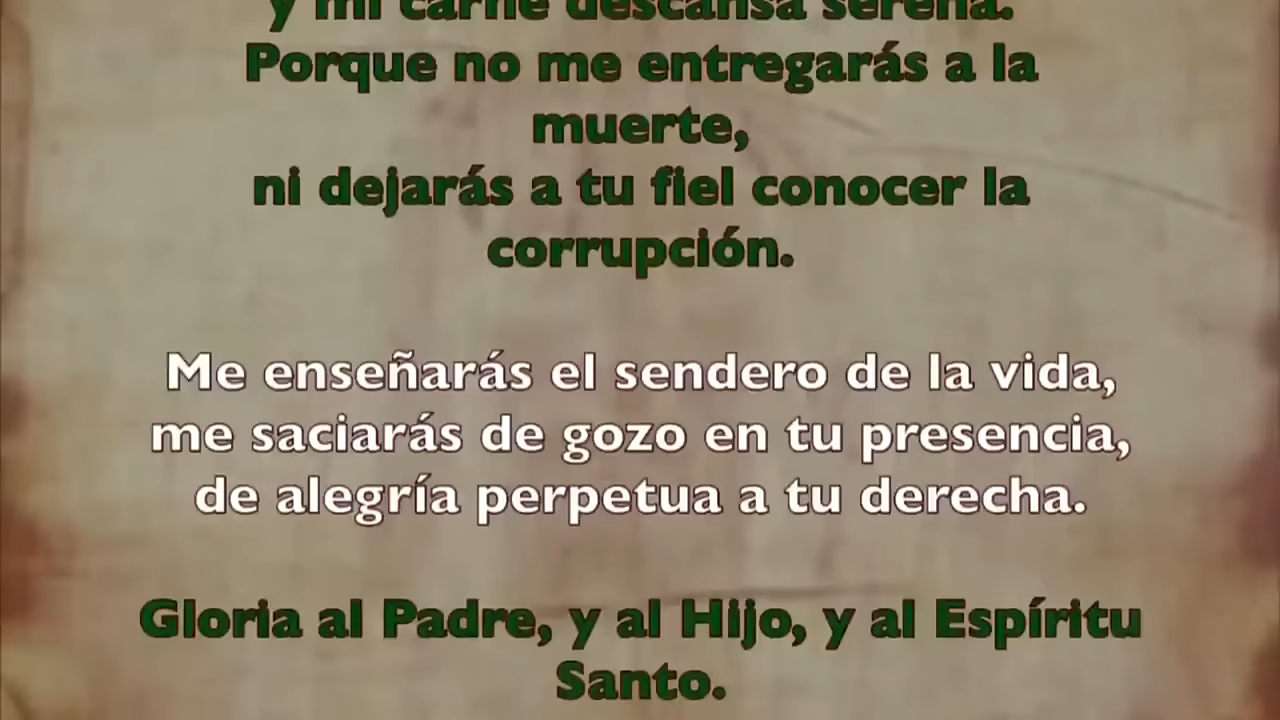 y mi carne descansa serena.
Porque no me entregarás a la
muerte,
ni dejarás a tu fiel conocer la
corrupción.
Me enseñarás el sendero de la vida,
me saciarás de gozo en tu presencia,
de alegría perpetua a tu derecha.
Gloria al Padre, y al Hijo, y al Espíritu
Santo.